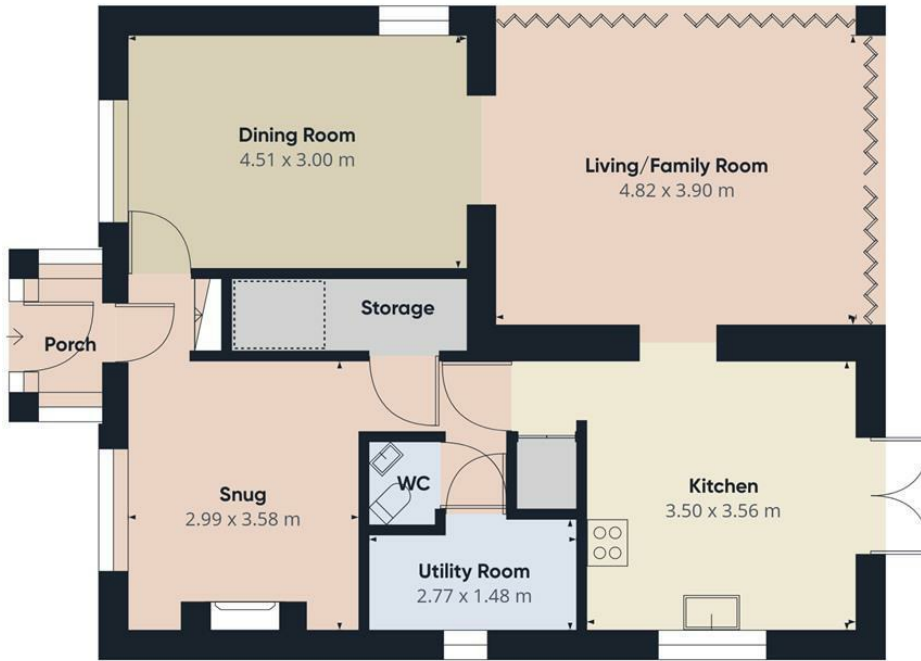 Dining Room
4.51 x 3.00 m
Living/Family Room
4.82 x 3.90 m
Storage
Porch
Snug
2.99 x 3.58 m
WC
Kitchen
3.50 x 3.56 m
Utility Room
2.77 x 1.48 m